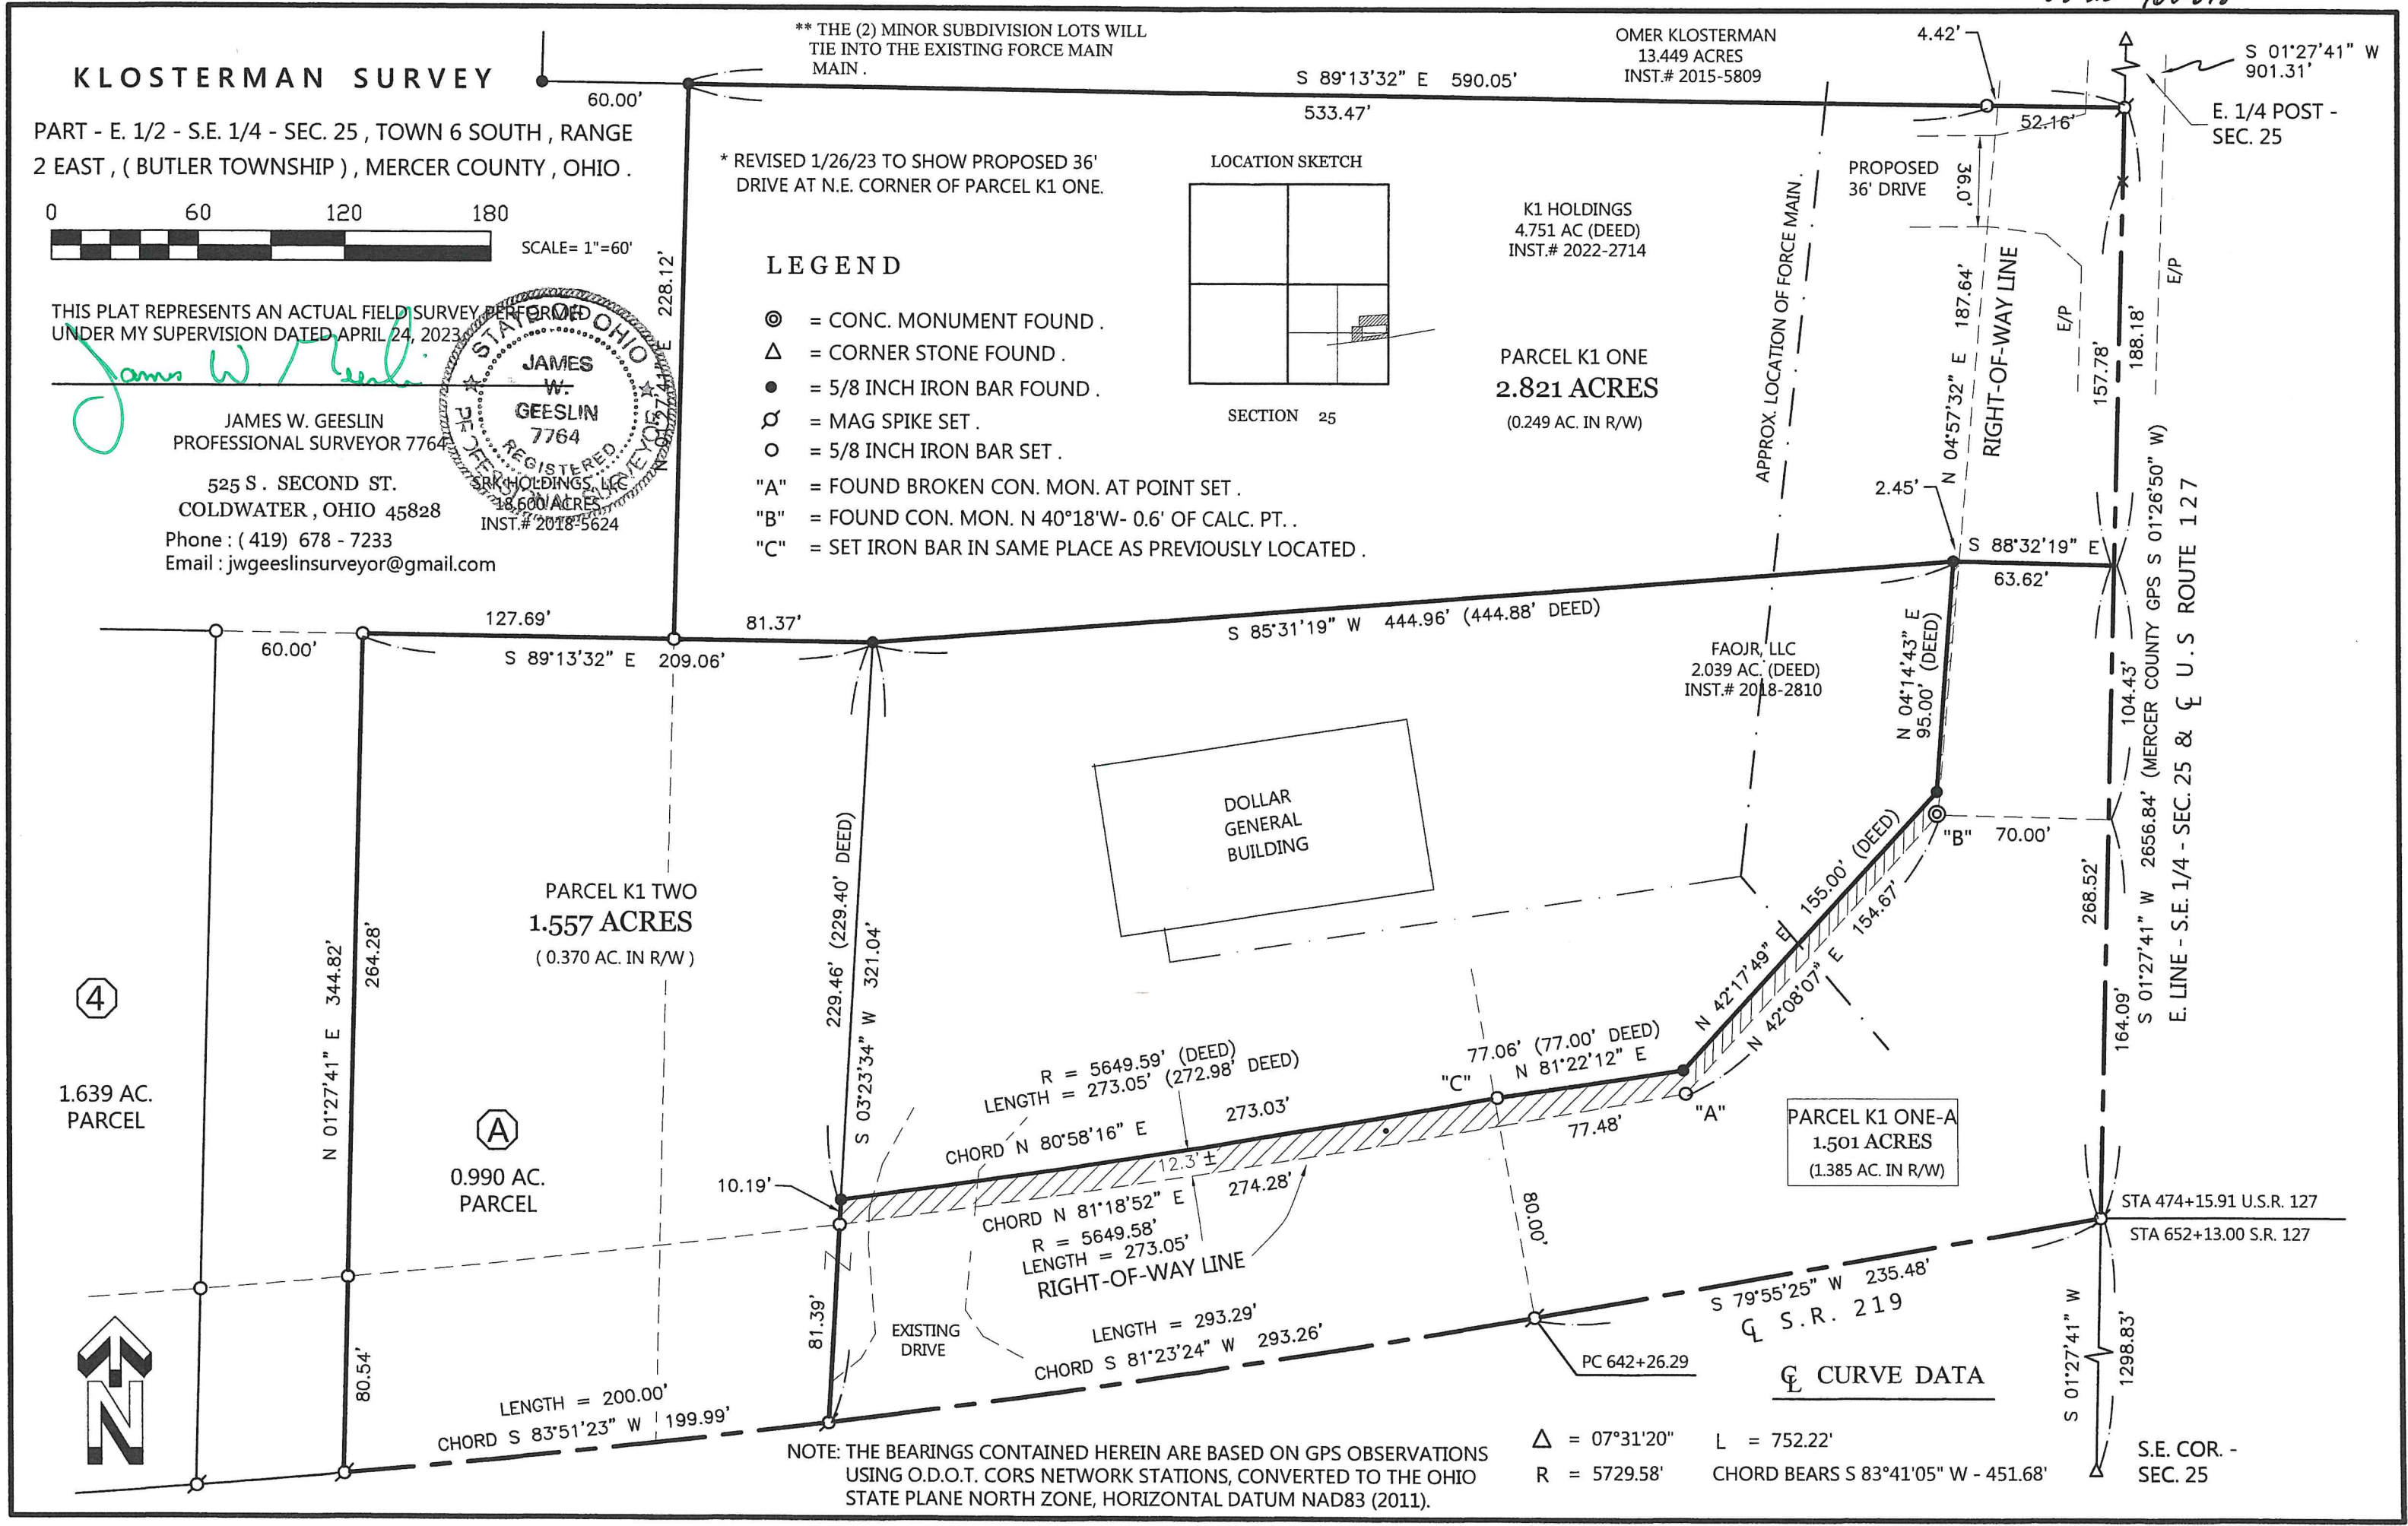 KLOSTERMAN SURVEY
PART - E. 1/2 - S.E. 1/4 - SEC. 25 , TOWN 6 SOUTH , RANGE
2 EAST , ( BUTLER TOWNSHIP ) , MERCER COUNTY , OHIO .
0 60 120 180
SCALE= 1"=60'
THIS PLAT REPRESENTS AN ACTUAL FIELD SURVEY PERFORMED
UNDER MY SUPERVISION DATED APRIL 24, 2023
James W Geeslin
JAMES W. GEESLIN
PROFESSIONAL SURVEYOR 7764
525 S . SECOND ST.
COLDWATER , OHIO 45828
Phone : ( 419) 678 - 7233
Email : jwgeeslinsurveyor@gmail.com
STATE OF OHIO
JAMES
W.
GEESLIN
7764
REGISTERED
PROFESSIONAL SURVEYOR
SRK HOLDINGS, LLC
18.600 ACRES
INST.# 2018-5624
** THE (2) MINOR SUBDIVISION LOTS WILL
TIE INTO THE EXISTING FORCE MAIN
MAIN .
* REVISED 1/26/23 TO SHOW PROPOSED 36'
DRIVE AT N.E. CORNER OF PARCEL K1 ONE.
LEGEND
= CONC. MONUMENT FOUND .
= CORNER STONE FOUND .
= 5/8 INCH IRON BAR FOUND .
= MAG SPIKE SET .
= 5/8 INCH IRON BAR SET .
"A" = FOUND BROKEN CON. MON. AT POINT SET .
"B" = FOUND CON. MON. N 40°18'W- 0.6' OF CALC. PT. .
"C" = SET IRON BAR IN SAME PLACE AS PREVIOUSLY LOCATED .
LOCATION SKETCH
SECTION 25
60.00'
S 89°13'32" E 590.05'
533.47'
OMER KLOSTERMAN
13.449 ACRES
INST.# 2015-5809
4.42'
52.16'
S 01°27'41" W
901.31'
E. 1/4 POST -
SEC. 25
PROPOSED
36' DRIVE
36.0'
K1 HOLDINGS
4.751 AC (DEED)
INST.# 2022-2714
PARCEL K1 ONE
2.821 ACRES
(0.249 AC. IN R/W)
APPROX. LOCATION OF FORCE MAIN .
N 04°57'32" E 187.64'
RIGHT-OF-WAY LINE
E/P
E/P
157.78'
188.18'
N 01°27'41" E 228.12'
2.45'
S 88°32'19" E
63.62'
127.69'
81.37'
60.00'
S 89°13'32" E 209.06'
S 85°31'19" W 444.96' (444.88' DEED)
FAOJR, LLC
2.039 AC. (DEED)
INST.# 2018-2810
N 04°14'43" E
95.00' (DEED)
104.43'
S 01°27'41" W 2656.84' (MERCER COUNTY GPS S 01°26'50" W)
E. LINE - S.E. 1/4 - SEC. 25 & ℄ U.S ROUTE 127
DOLLAR
GENERAL
BUILDING
"B"
70.00'
268.52'
164.09'
155.00' (DEED)
N 42°17'49" E
154.67'
N 42°08'07" E
PARCEL K1 TWO
1.557 ACRES
( 0.370 AC. IN R/W )
229.46' (229.40' DEED)
S 03°23'34" W 321.04'
N 01°27'41" E 344.82'
264.28'
4
1.639 AC.
PARCEL
A
0.990 AC.
PARCEL
R = 5649.59' (DEED)
LENGTH = 273.05' (272.98' DEED)
CHORD N 80°58'16" E 273.03'
77.06' (77.00' DEED)
N 81°22'12" E
"C"
"A"
77.48'
12.3' ±
10.19'
CHORD N 81°18'52" E 274.28'
R = 5649.58'
LENGTH = 273.05'
RIGHT-OF-WAY LINE
80.00'
PARCEL K1 ONE-A
1.501 ACRES
(1.385 AC. IN R/W)
STA 474+15.91 U.S.R. 127
STA 652+13.00 S.R. 127
81.39'
EXISTING
DRIVE
80.54'
LENGTH = 293.29'
CHORD S 81°23'24" W 293.26'
S 79°55'25" W 235.48'
℄ S.R. 219
PC 642+26.29
LENGTH = 200.00'
CHORD S 83°51'23" W 199.99'
N
NOTE: THE BEARINGS CONTAINED HEREIN ARE BASED ON GPS OBSERVATIONS
USING O.D.O.T. CORS NETWORK STATIONS, CONVERTED TO THE OHIO
STATE PLANE NORTH ZONE, HORIZONTAL DATUM NAD83 (2011).
℄ CURVE DATA
Δ = 07°31'20" L = 752.22'
R = 5729.58' CHORD BEARS S 83°41'05" W - 451.68'
S 01°27'41" W
1298.83'
S.E. COR. -
SEC. 25